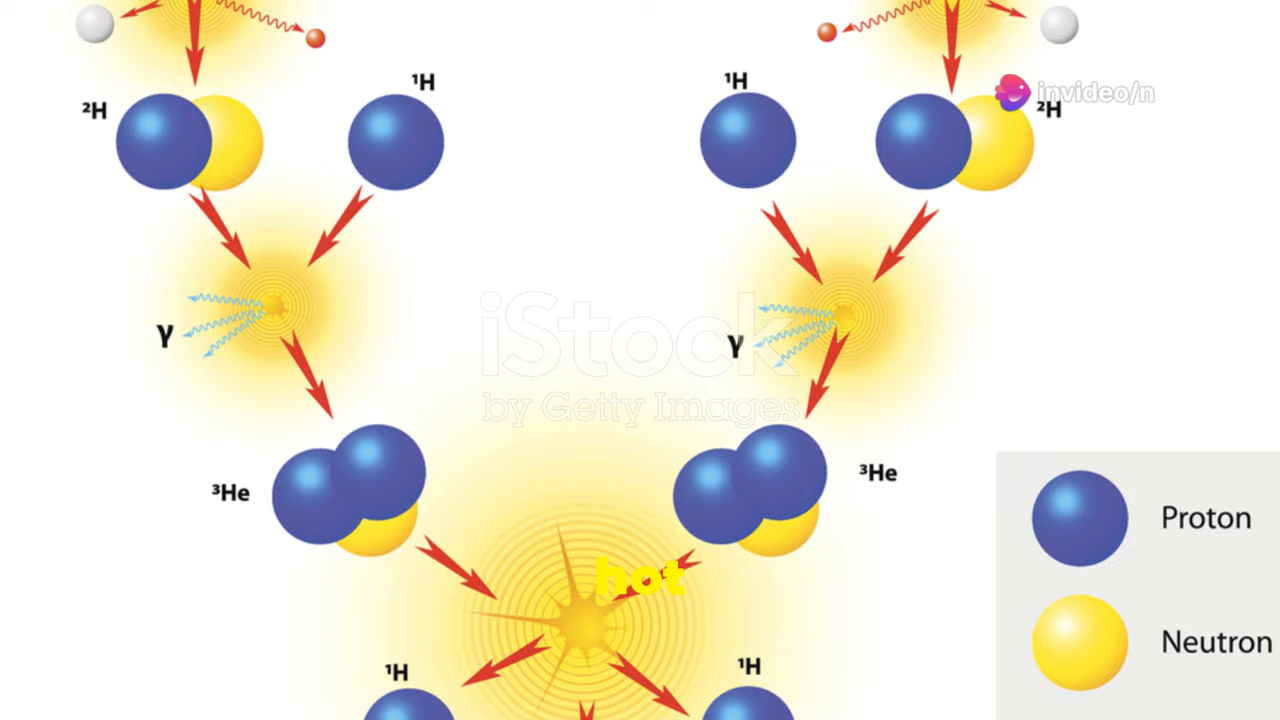 ¹H
¹H
²H
invideo/n
²H
γ
γ
iStock
by Getty Images
³He
³He
Proton
hot
Neutron
¹H
¹H